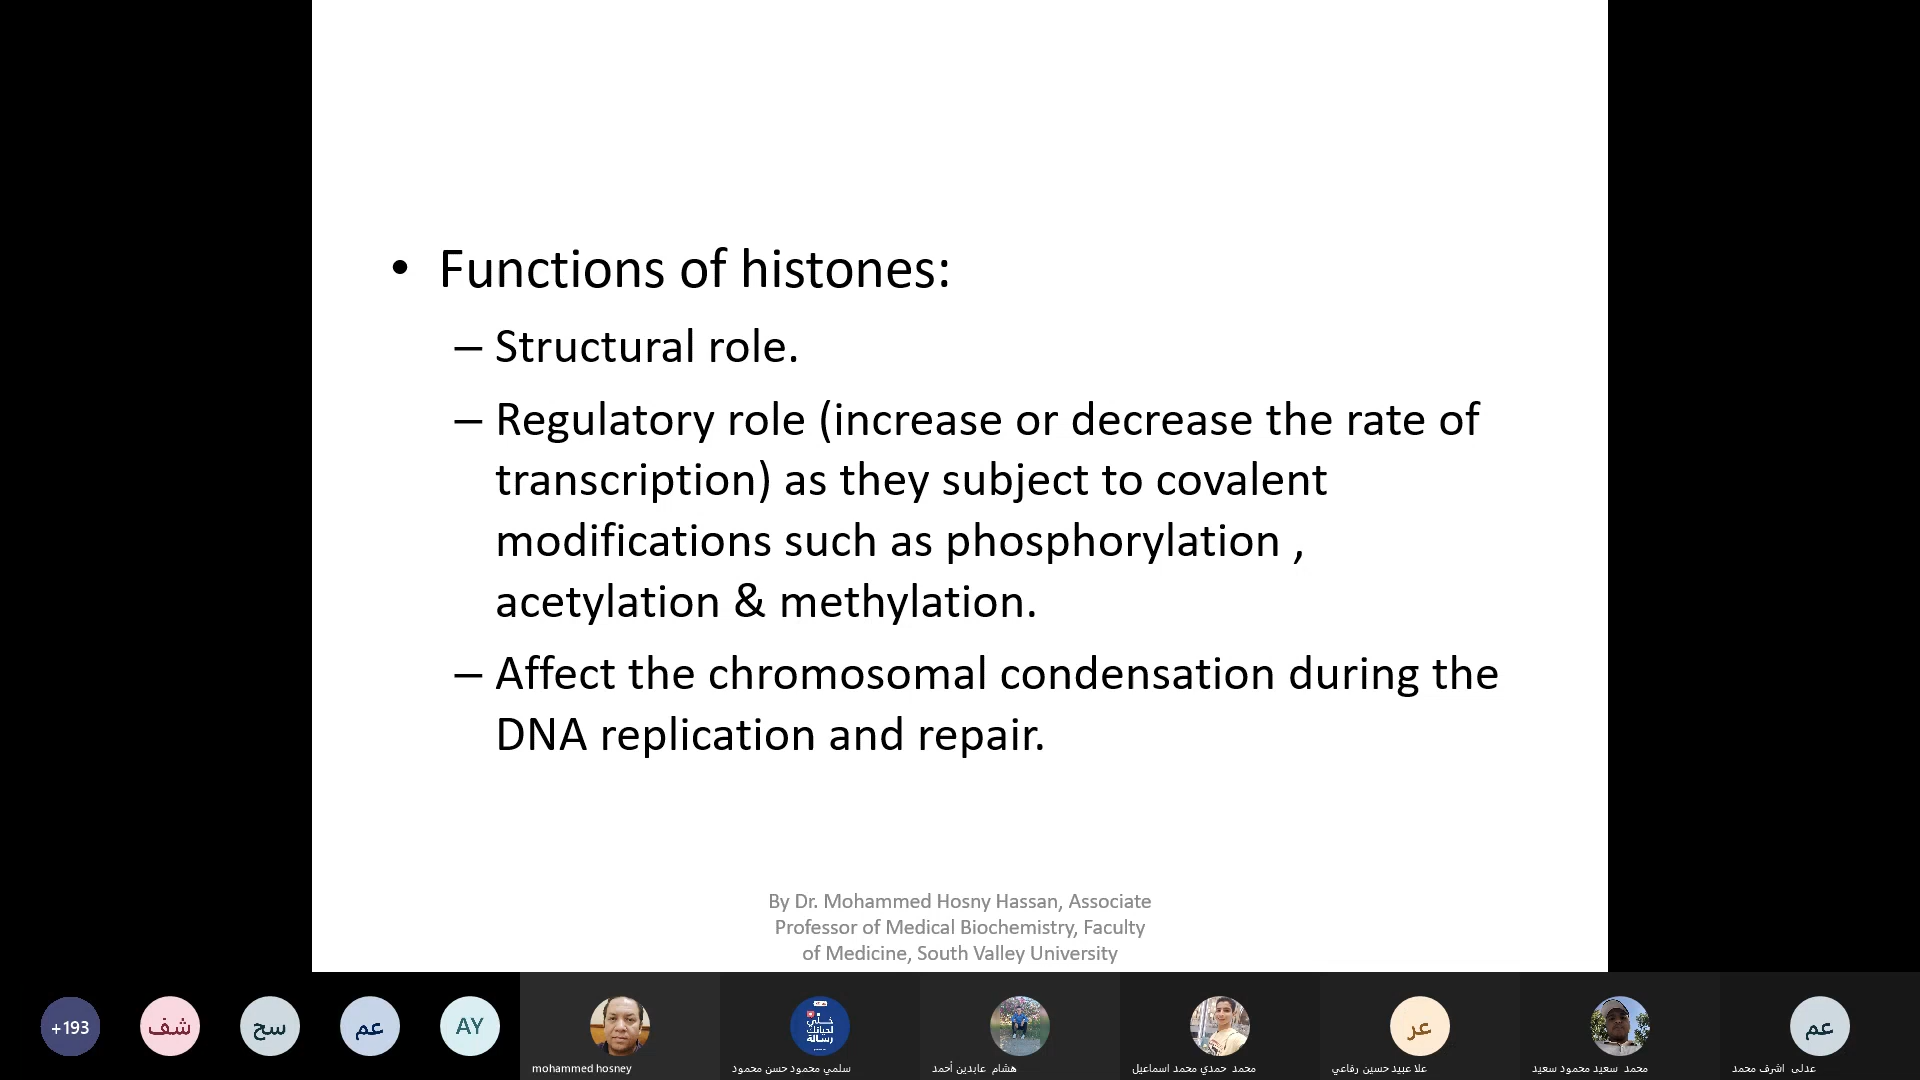 • Functions of histones:
– Structural role.
– Regulatory role (increase or decrease the rate of
transcription) as they subject to covalent
modifications such as phosphorylation ,
acetylation & methylation.
– Affect the chromosomal condensation during the
DNA replication and repair.
By Dr. Mohammed Hosny Hassan, Associate
Professor of Medical Biochemistry, Faculty
of Medicine, South Valley University
+193
شف
سح
عم
AY
خلي
لحياتك
رسالة
عر
عم
mohammed hosney
سلمي محمود حسن محمود
هشام عابدين أحمد
محمد حمدي محمد اسماعيل
علا عبيد حسين رفاعي
محمد سعيد محمود سعيد
عدلى اشرف محمد